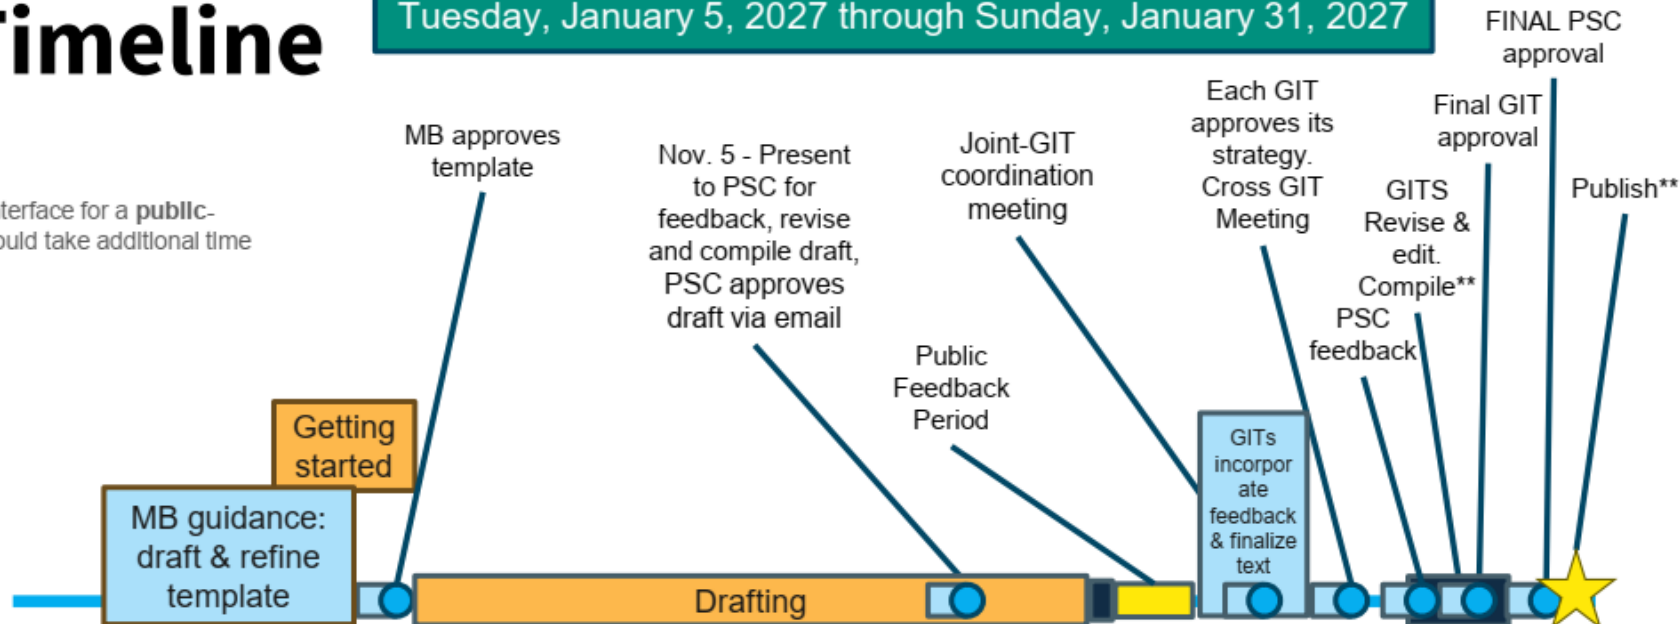 Timeline
Tuesday, January 5, 2027 through Sunday, January 31, 2027
nterface for a public-
ould take additional time
MB approves
template
Nov. 5 - Present
to PSC for
feedback, revise
and compile draft,
PSC approves
draft via email
Joint-GIT
coordination
meeting
Public
Feedback
Period
Each GIT
approves its
strategy.
Cross GIT
Meeting
PSC
feedback
GITS
Revise &
edit.
Compile**
Final GIT
approval
FINAL PSC
approval
Publish**
Getting
started
MB guidance:
draft & refine
template
Drafting
GITs
incorpor
ate
feedback
& finalize
text